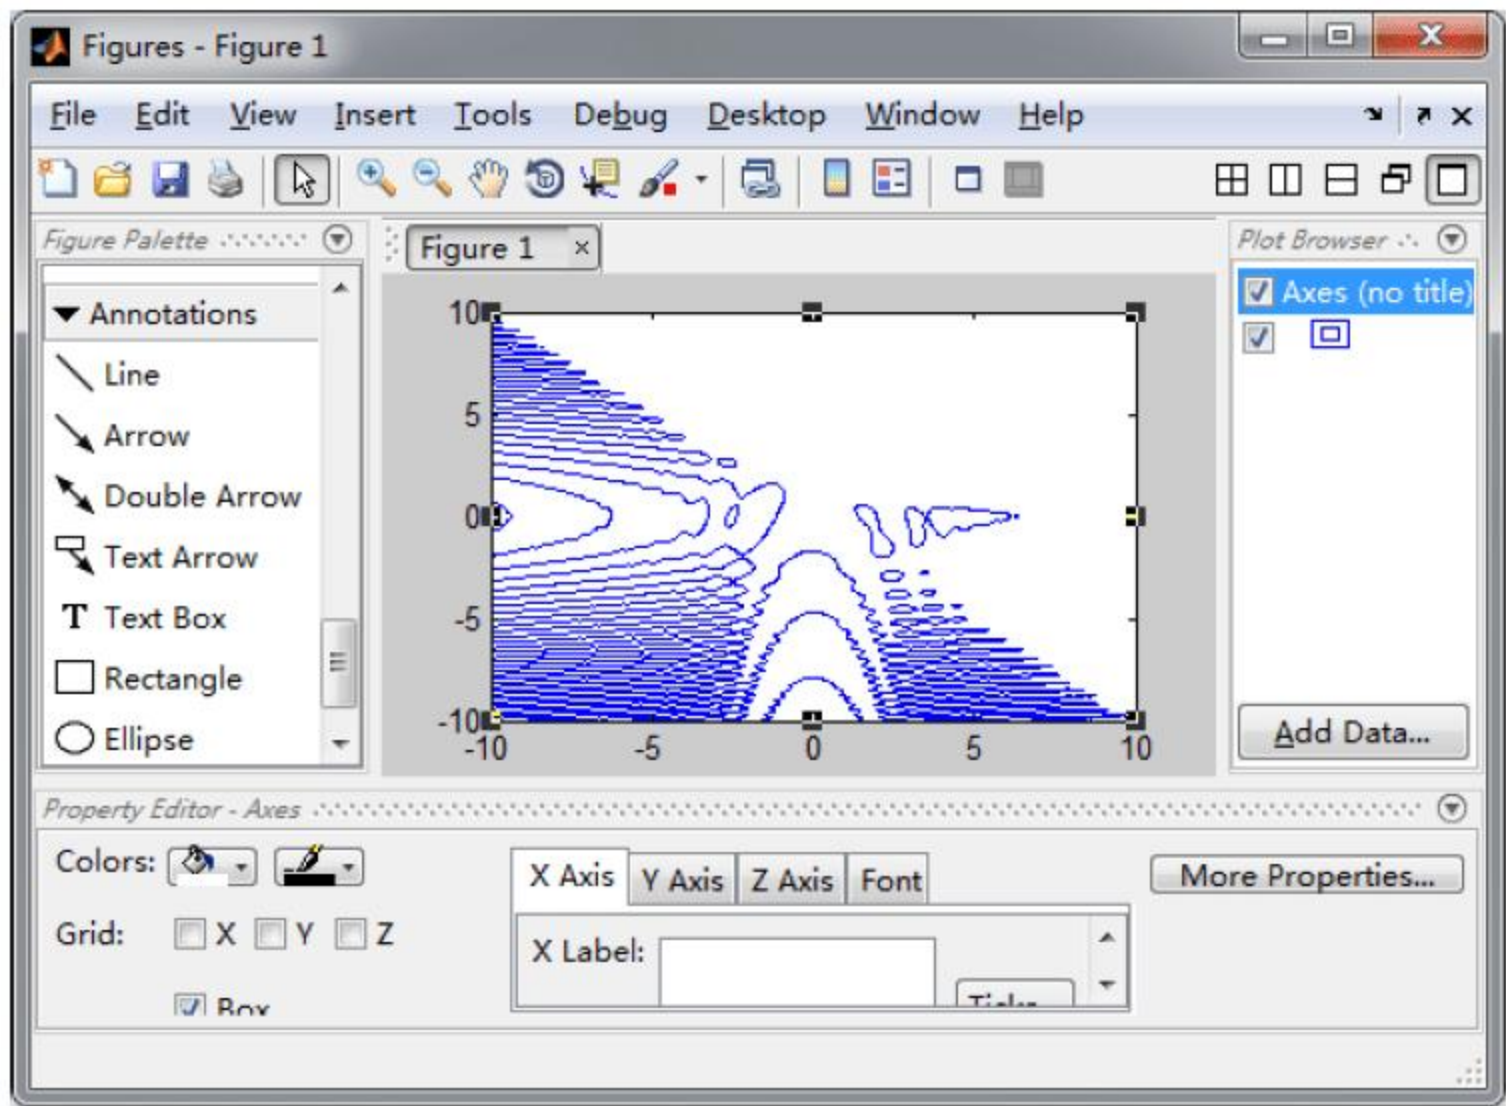 Figures - Figure 1
File Edit View Insert Tools Debug Desktop Window Help
Figure Palette
Figure 1
Plot Browser
Annotations
Line
Arrow
Double Arrow
Text Arrow
T Text Box
Rectangle
Ellipse
10
5
0
-5
-10
-10 -5 0 5 10
Axes (no title)
Add Data...
Property Editor - Axes
Colors:
X Axis Y Axis Z Axis Font
More Properties...
Grid: X Y Z
X Label:
Box
Ticks...